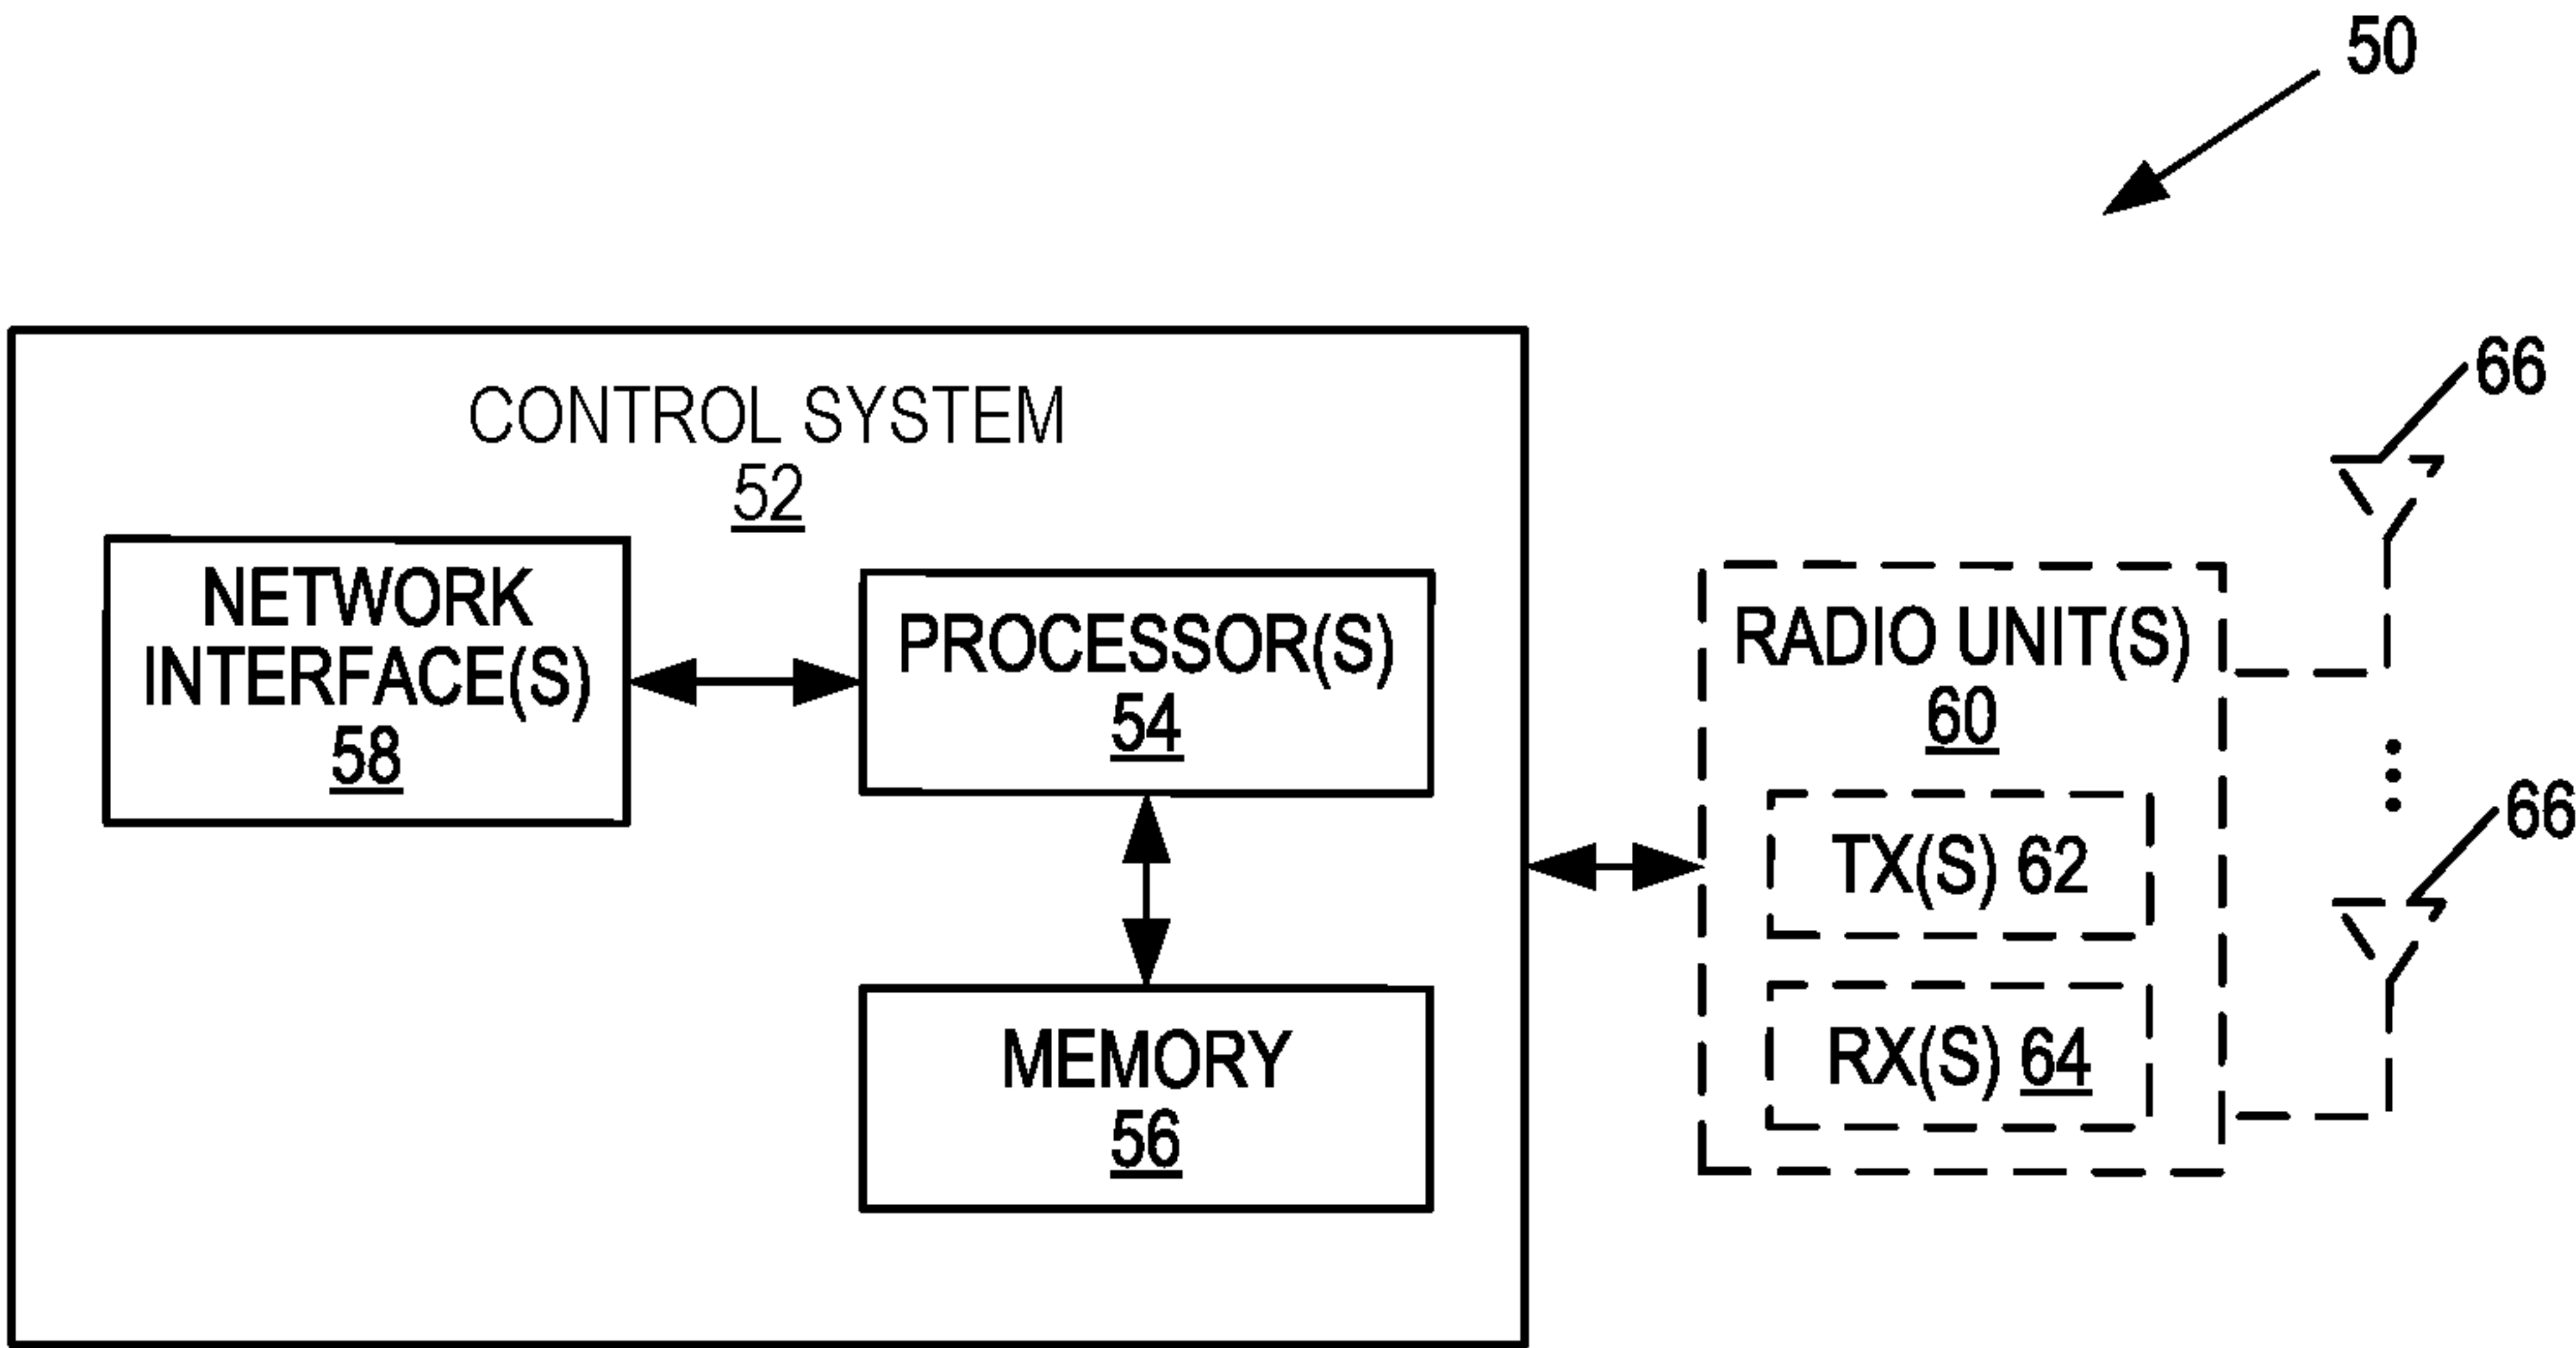 50
CONTROL SYSTEM
52
NETWORK
INTERFACE(S)
58
PROCESSOR(S)
54
MEMORY
56
RADIO UNIT(S)
60
TX(S) 62
RX(S) 64
66
66